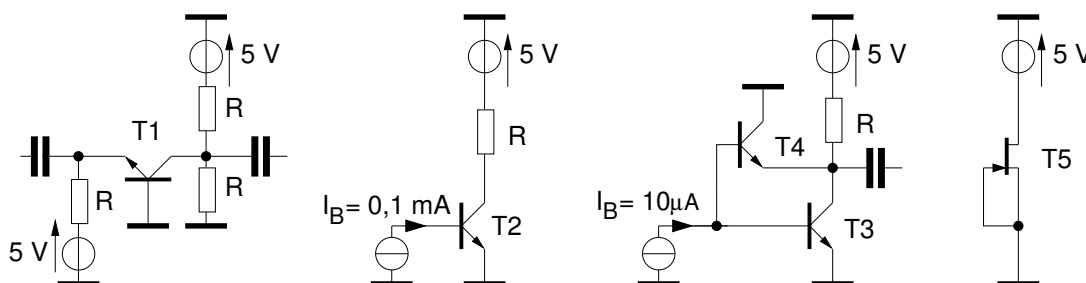 5 V
R
T1
R
R
5 V
5 V
R
I_B = 0,1 mA
T2
5 V
R
T4
I_B = 10µA
T3
5 V
T5